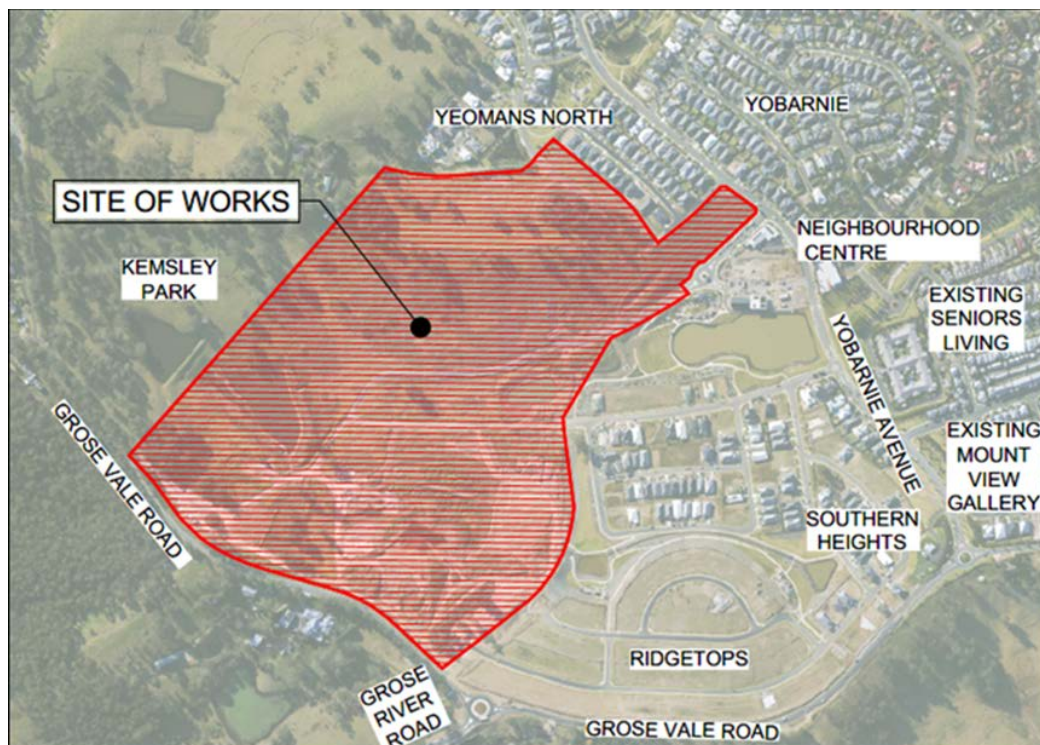 YEOMANS NORTH
YOBARNIE
SITE OF WORKS
NEIGHBOURHOOD
CENTRE
KEMSLEY
PARK
EXISTING
SENIORS
LIVING
YOBARNIE AVENUE
GROSE VALE ROAD
EXISTING
MOUNT
VIEW
GALLERY
SOUTHERN
HEIGHTS
RIDGETOPS
GROSE
RIVER
ROAD
GROSE VALE ROAD